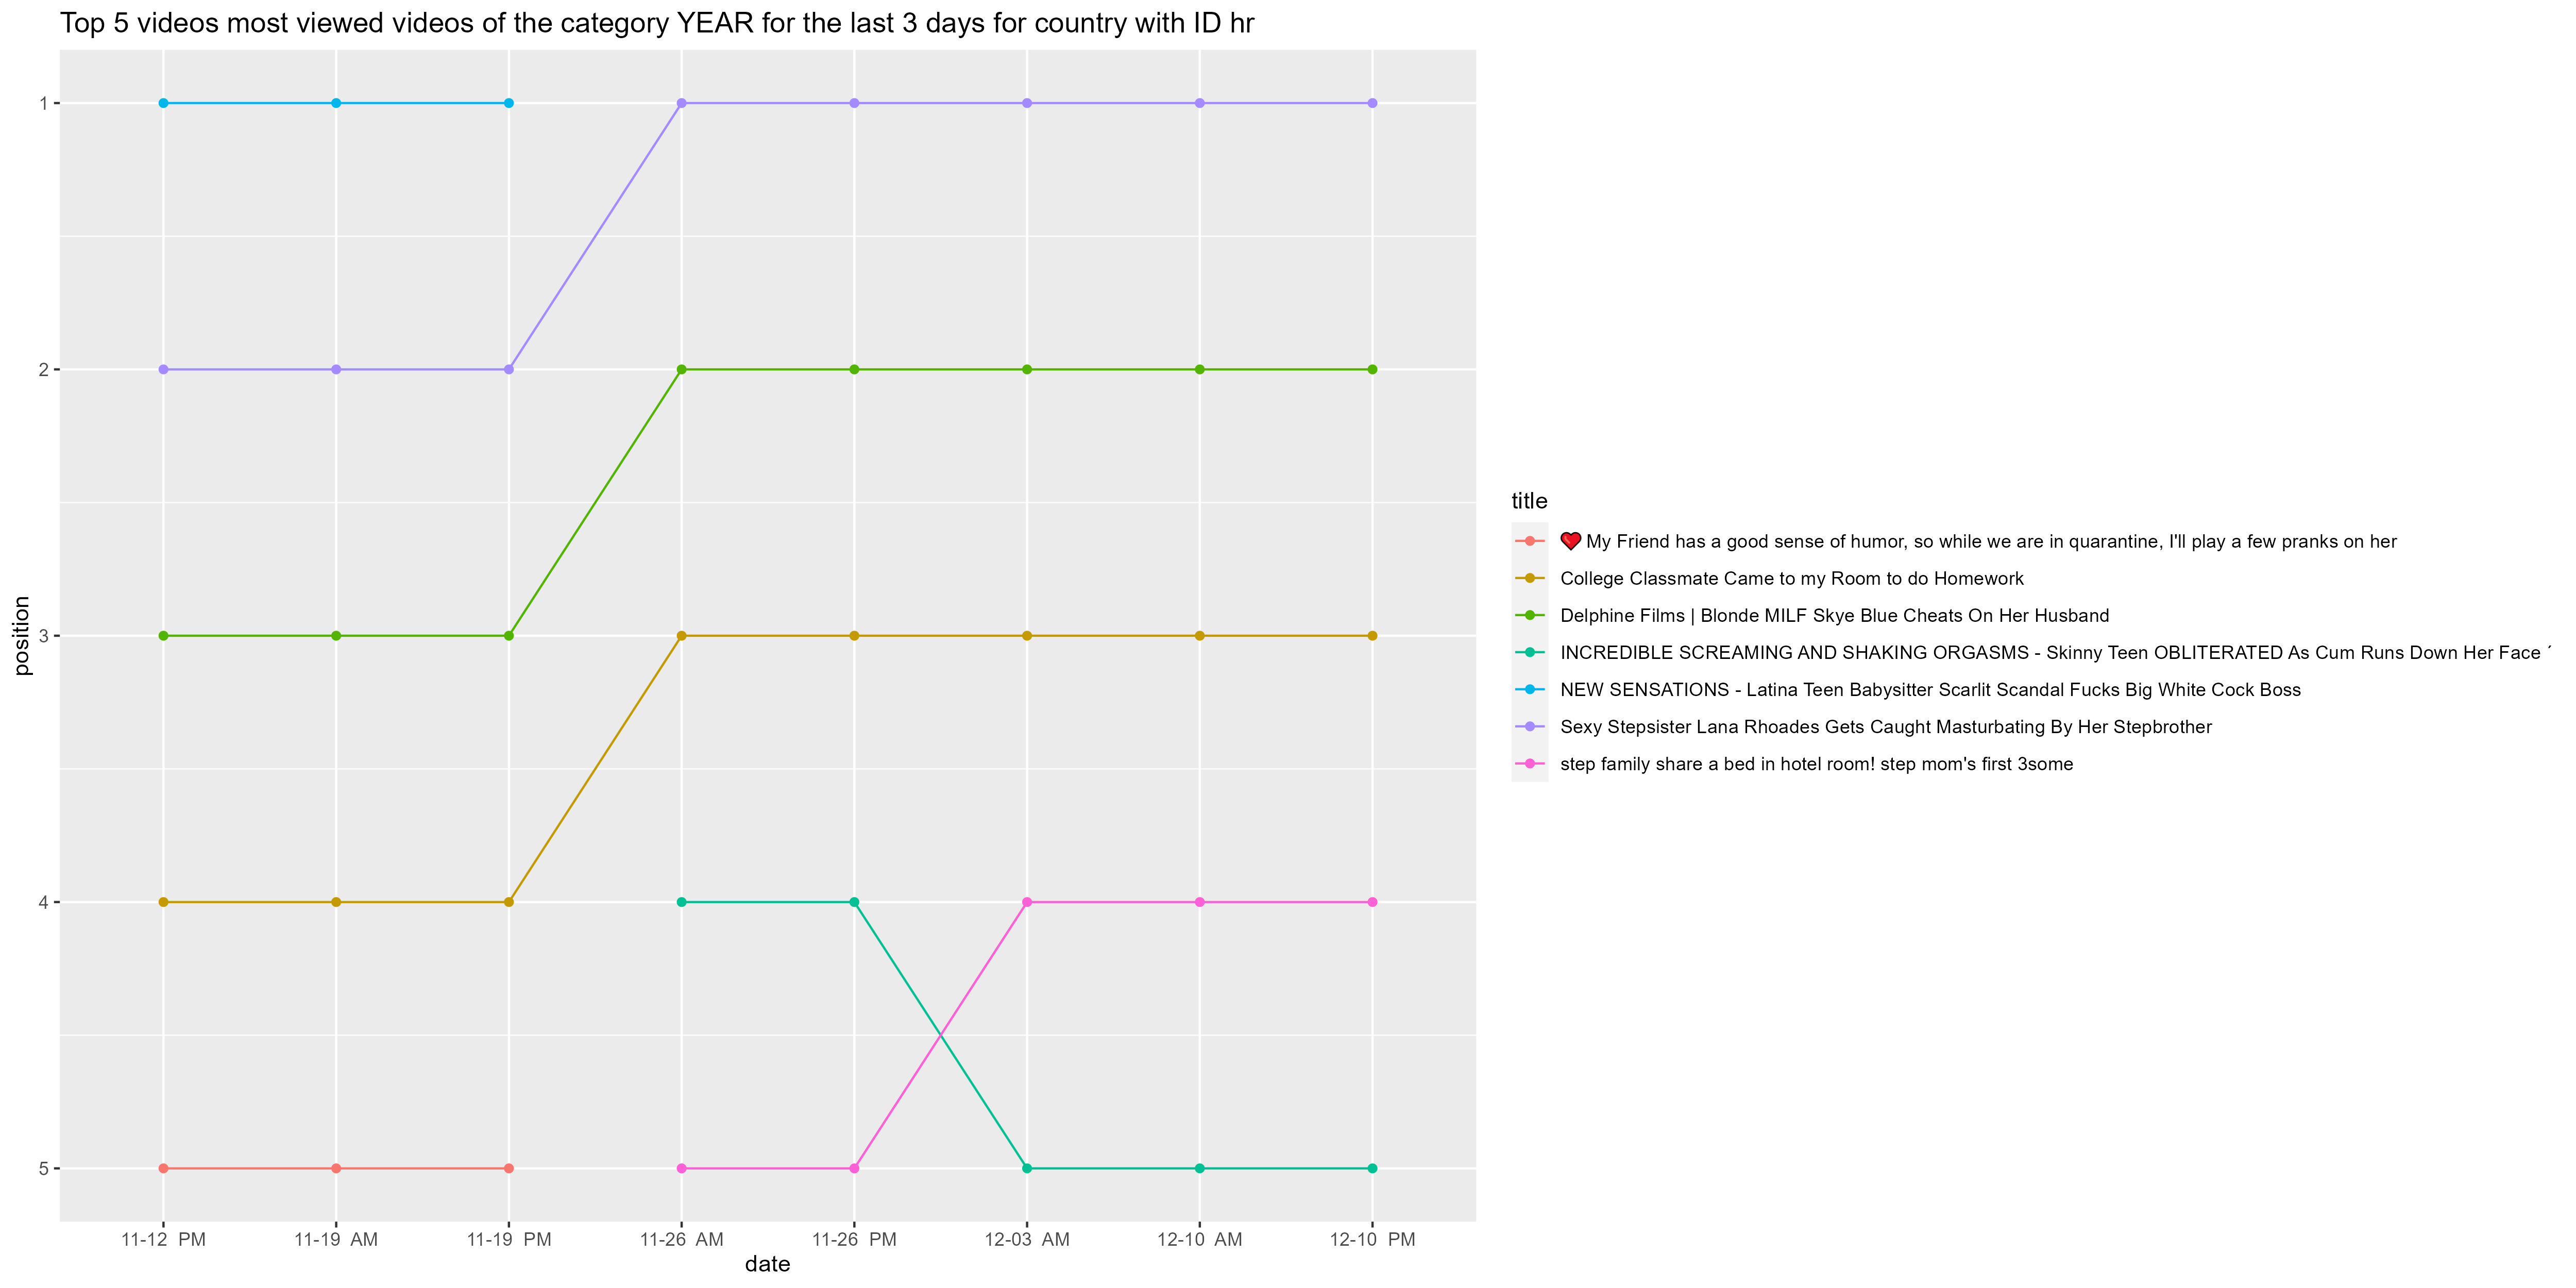 Top 5 videos most viewed videos of the category YEAR for the last 3 days for country with ID hr
position
1
2
3
4
5
11-12 PM
11-19 AM
11-19 PM
11-26 AM
11-26 PM
12-03 AM
12-10 AM
12-10 PM
date
title
❤️ My Friend has a good sense of humor, so while we are in quarantine, I'll play a few pranks on her
College Classmate Came to my Room to do Homework
Delphine Films | Blonde MILF Skye Blue Cheats On Her Husband
INCREDIBLE SCREAMING AND SHAKING ORGASMS - Skinny Teen OBLITERATED As Cum Runs Down Her Face
NEW SENSATIONS - Latina Teen Babysitter Scarlit Scandal Fucks Big White Cock Boss
Sexy Stepsister Lana Rhoades Gets Caught Masturbating By Her Stepbrother
step family share a bed in hotel room! step mom's first 3some